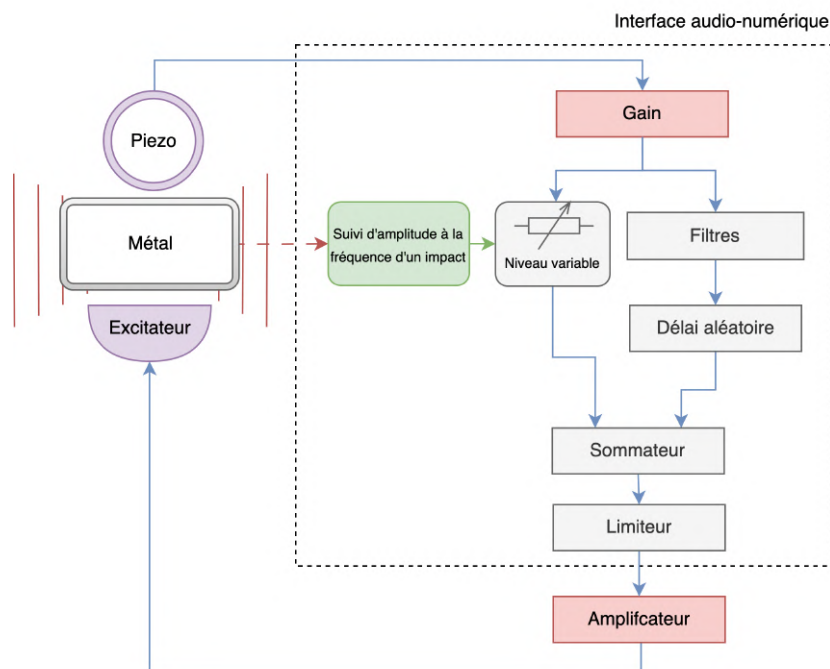 Interface audio-numérique
Gain
Piezo
Métal
Suivi d'amplitude à la
fréquence d'un impact
Niveau variable
Filtres
Excitateur
Délai aléatoire
Sommateur
Limiteur
Amplifcateur